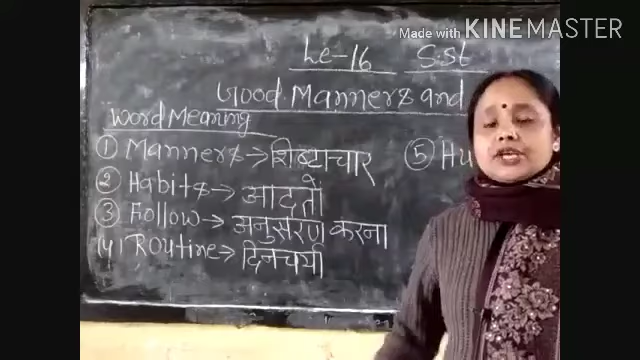 Made with KINEMASTER
Le-16 S.St
Good Manners and
Word Meaning
① Manners → शिष्टाचार
⑤ Hu
② Habits → आदतों
③ Follow → अनुसरण करना
(4) Routine → दिनचर्या